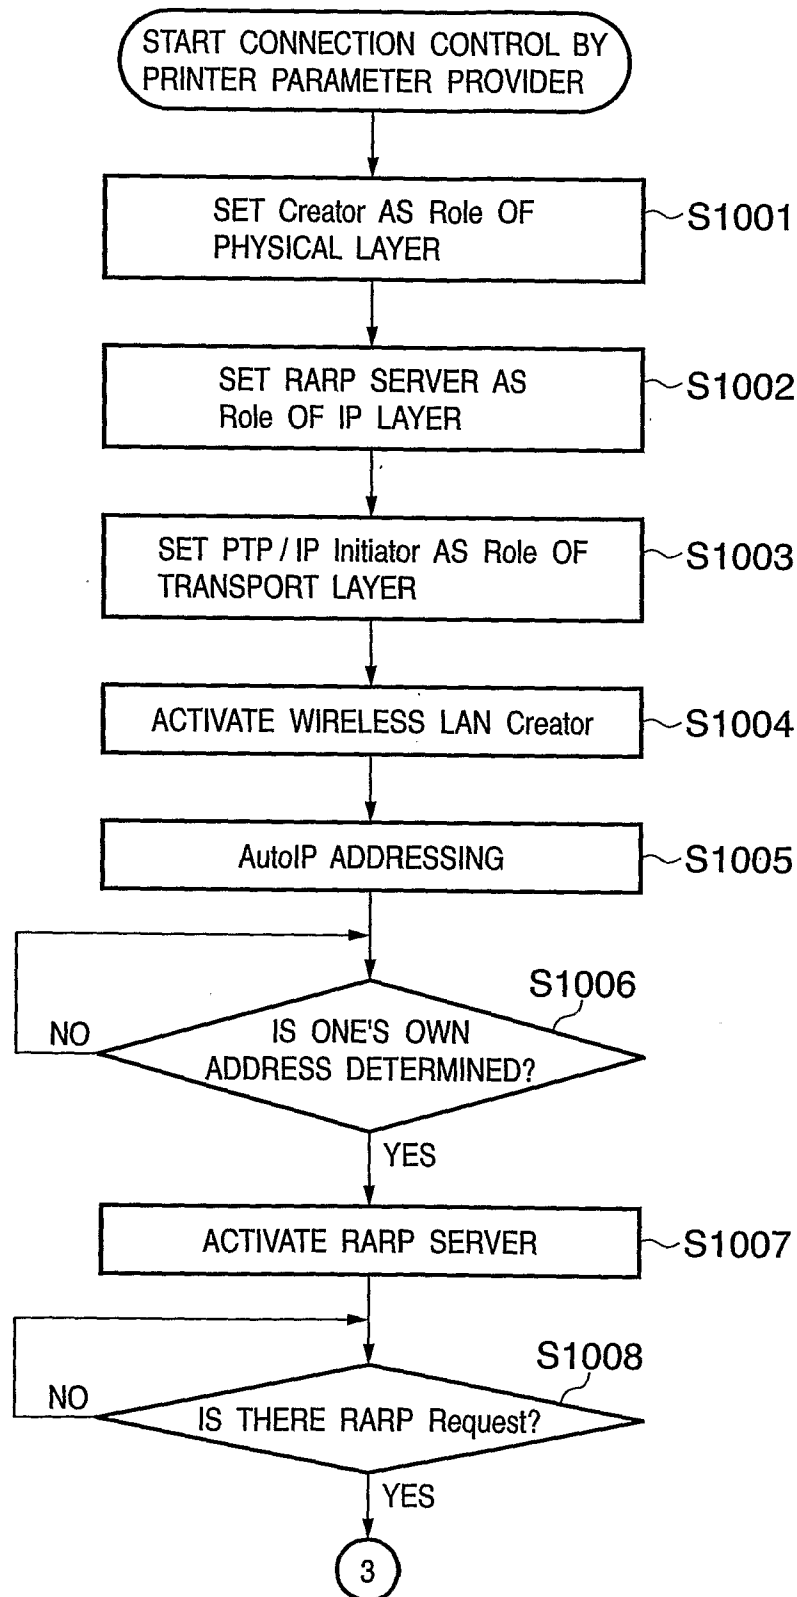 START CONNECTION CONTROL BY
PRINTER PARAMETER PROVIDER
SET Creator AS Role OF
PHYSICAL LAYER
S1001
SET RARP SERVER AS
Role OF IP LAYER
S1002
SET PTP / IP Initiator AS Role OF
TRANSPORT LAYER
S1003
ACTIVATE WIRELESS LAN Creator
S1004
AutoIP ADDRESSING
S1005
S1006
IS ONE'S OWN
ADDRESS DETERMINED?
NO
YES
ACTIVATE RARP SERVER
S1007
S1008
IS THERE RARP Request?
NO
YES
3